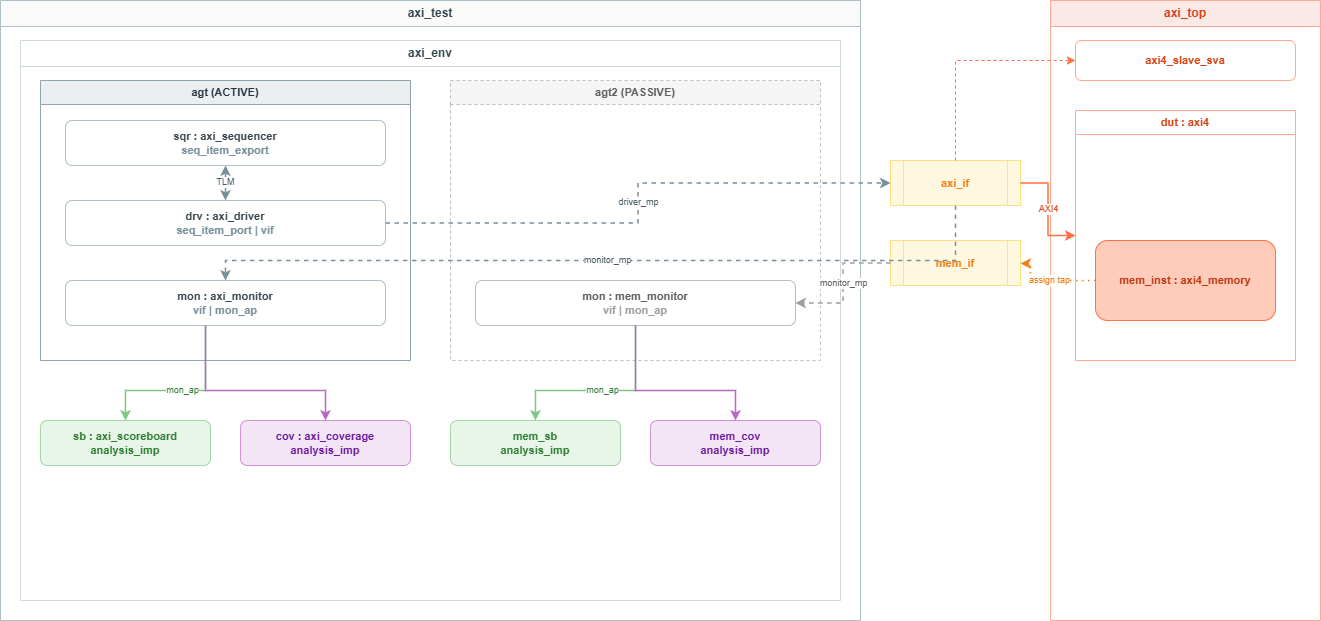 axi_test
axi_top
axi_env
axi4_slave_sva
agt (ACTIVE)
agt2 (PASSIVE)
dut : axi4
sqr : axi_sequencer
seq_item_export
TLM
axi_if
driver_mp
AXI4
drv : axi_driver
seq_item_port | vif
monitor_mp
mem_if
assign tap
mem_inst : axi4_memory
monitor_mp
mon : axi_monitor
vif | mon_ap
mon : mem_monitor
vif | mon_ap
mon_ap
mon_ap
sb : axi_scoreboard
analysis_imp
cov : axi_coverage
analysis_imp
mem_sb
analysis_imp
mem_cov
analysis_imp